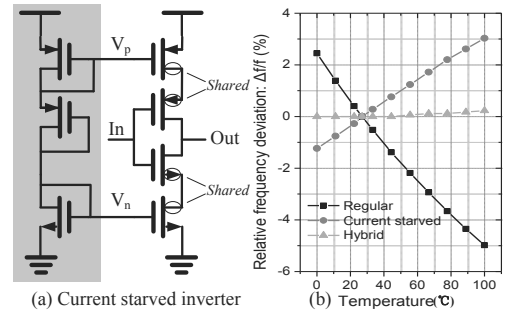 (a)
V_p
Shared
In
Out
Shared
V_n
(a) Current starved inverter
Relative frequency deviation: Δf/f (%)
4
2
0
-2
-4
-6
Regular
Current starved
Hybrid
0 20 40 60 80 100
(b) Temperature(℃)